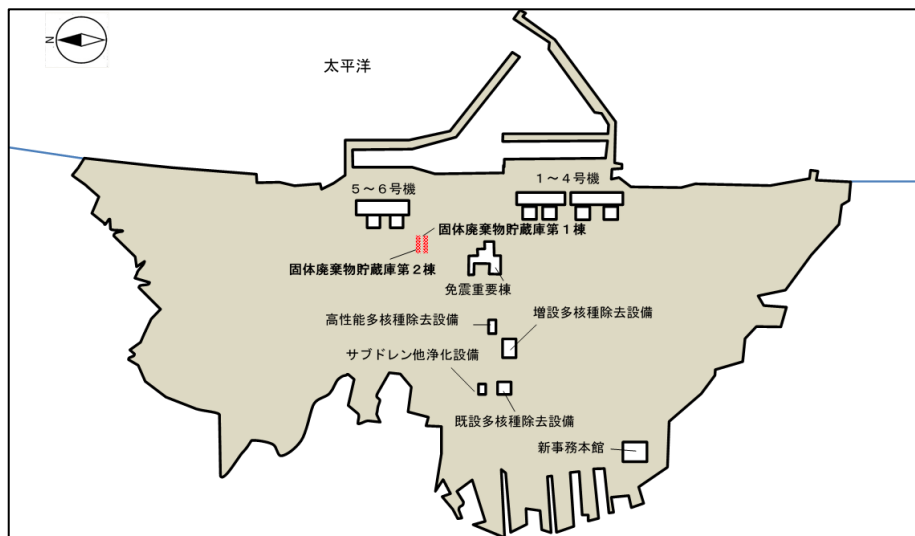 N
太平洋
5～6号機
1～4号機
固体廃棄物貯蔵庫第1棟
固体廃棄物貯蔵庫第2棟
免震重要棟
高性能多核種除去設備
増設多核種除去設備
サブドレン他浄化設備
既設多核種除去設備
新事務本館